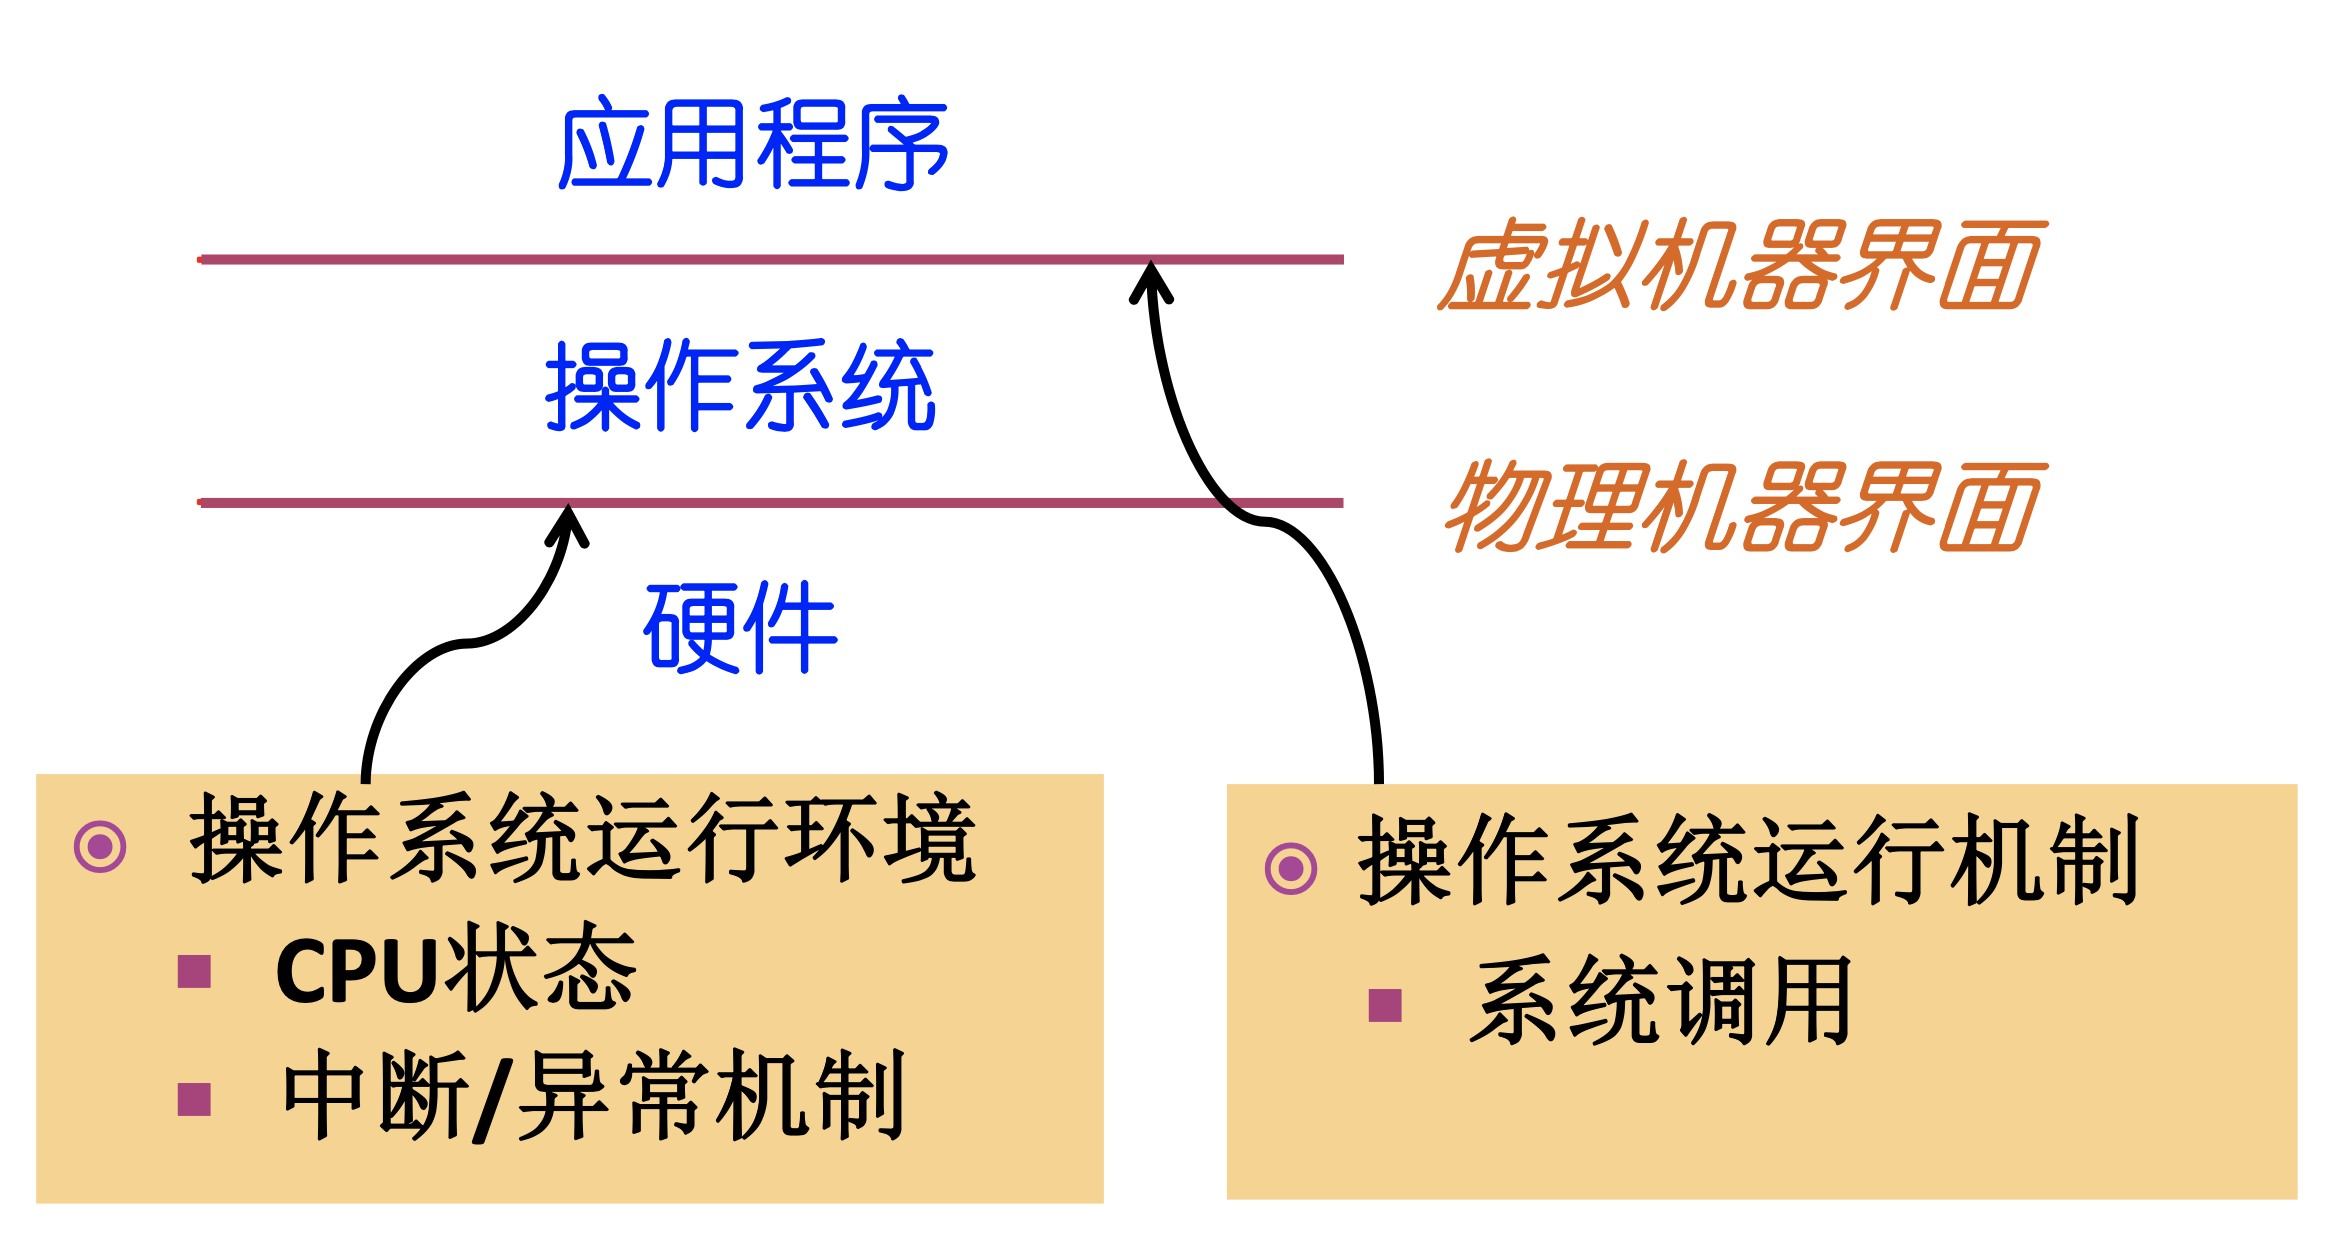 应用程序
虚拟机器界面
操作系统
物理机器界面
硬件
操作系统运行环境
CPU状态
中断/异常机制
操作系统运行机制
系统调用